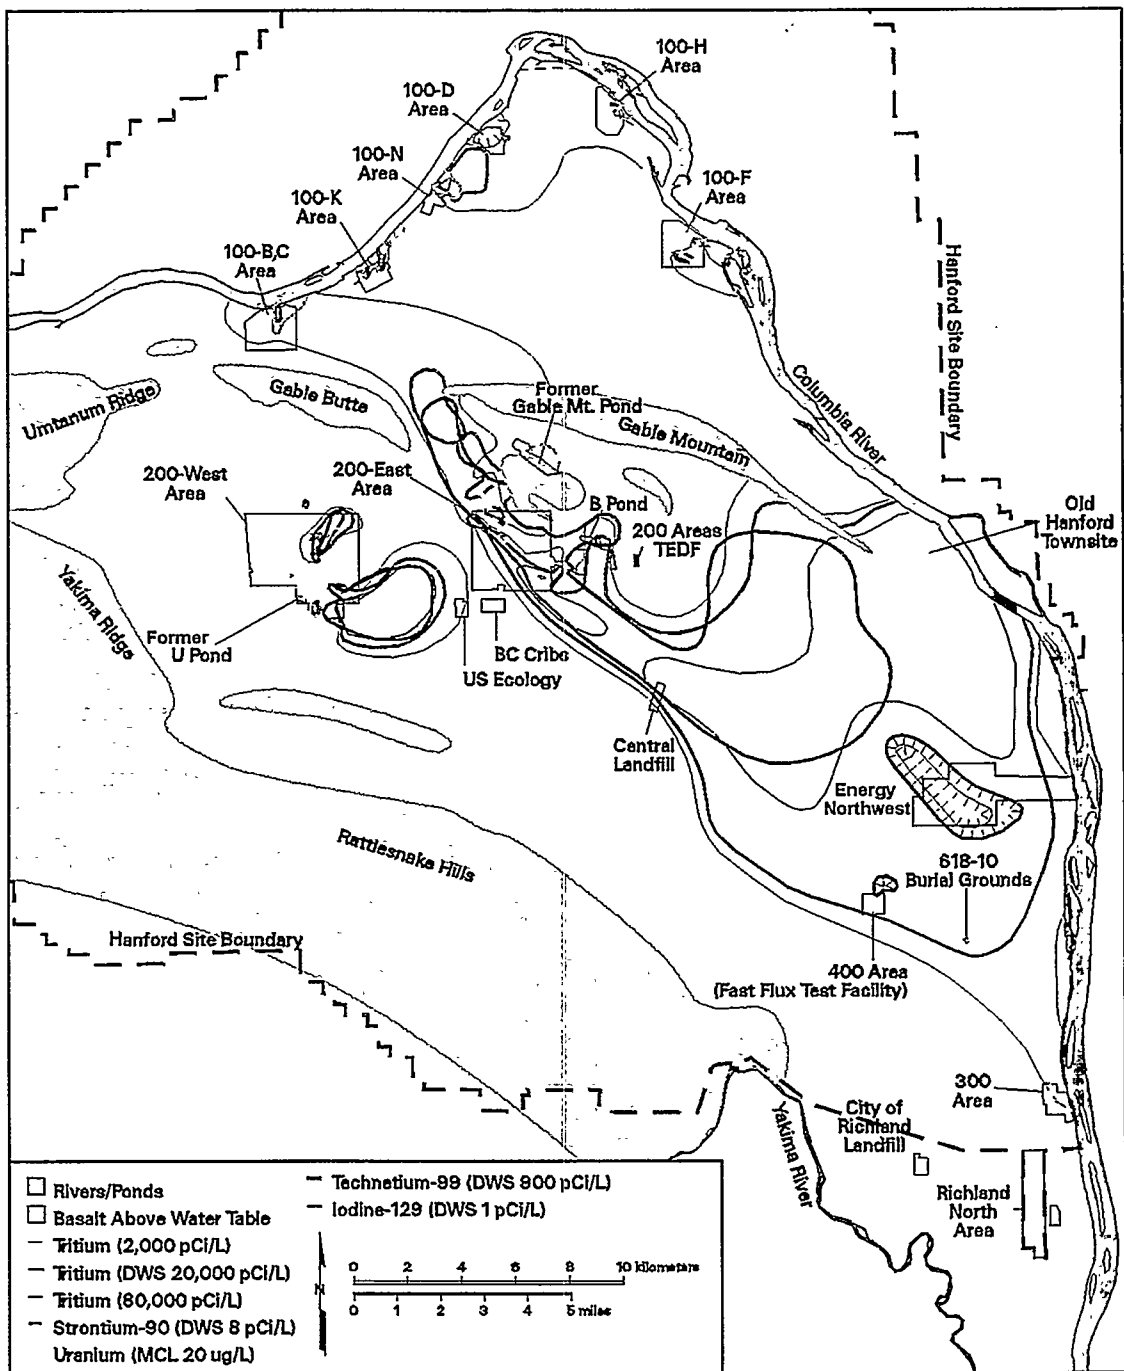 100-H
Area
100-D
Area
100-N
Area
100-F
Area
100-K
Area
100-B,C
Area
Hanford Site Boundary
Columbia River
Umtanum Ridge
Gable Butte
Former
Gable Mt. Pond
Gable Mountain
200-West
Area
200-East
Area
B Pond
200 Areas
TEDF
Old
Hanford
Townsite
Yakima Ridge
Former
U Pond
BC Cribs
US Ecology
Central
Landfill
Energy
Northwest
Rattlesnake Hills
618-10
Burial Grounds
Hanford Site Boundary
400 Area
(Fast Flux Test Facility)
300
Area
City of
Richland
Landfill
Yakima River
Richland
North
Area
Rivers/Ponds
Basalt Above Water Table
Tritium (2,000 pCi/L)
Tritium (DWS 20,000 pCi/L)
Tritium (80,000 pCi/L)
Strontium-90 (DWS 8 pCi/L)
Uranium (MCL 20 ug/L)
Technetium-99 (DWS 900 pCi/L)
Iodine-129 (DWS 1 pCi/L)
N
0 2 4 6 8 10 kilometers
0 1 2 3 4 5 miles